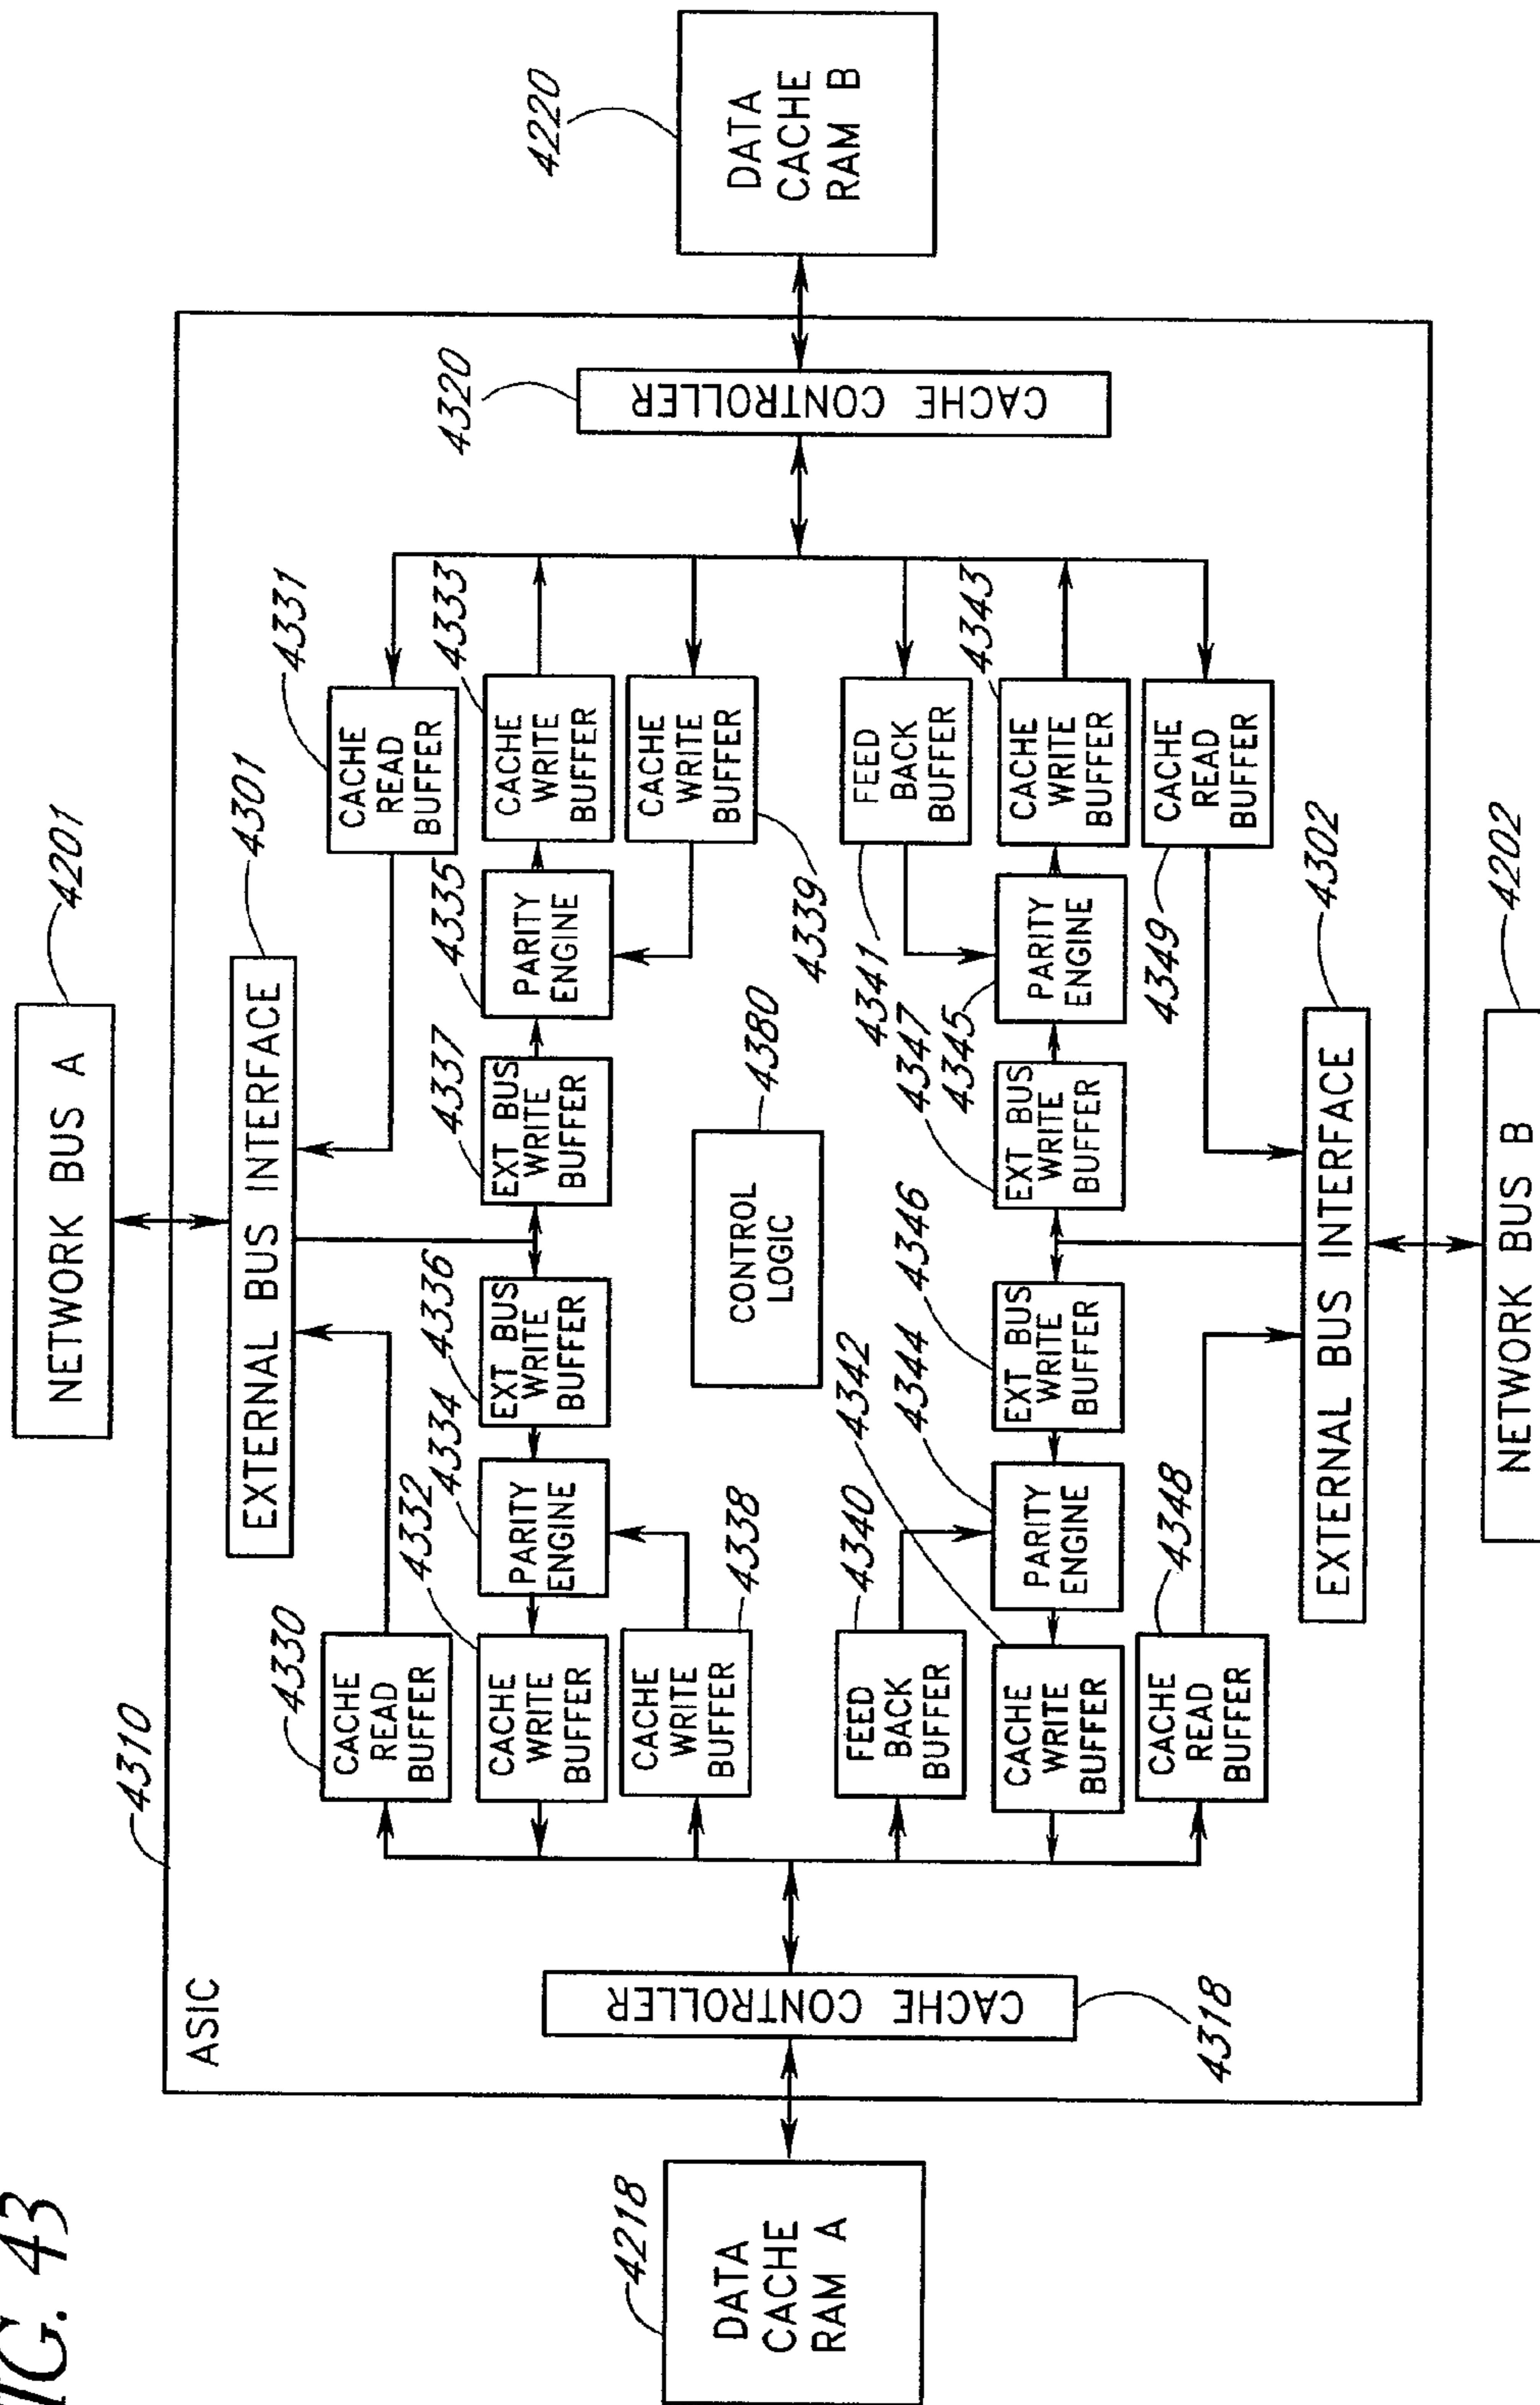 IG. 43
NETWORK BUS A
4201
4310
ASIC
EXTERNAL BUS INTERFACE
4301
4330
CACHE
READ
BUFFER
4331
CACHE
READ
BUFFER
4332
CACHE
WRITE
BUFFER
4334
PARITY
ENGINE
4336
EXT BUS
WRITE
BUFFER
4337
EXT BUS
WRITE
BUFFER
4335
PARITY
ENGINE
4333
CACHE
WRITE
BUFFER
4338
CACHE
WRITE
BUFFER
4339
CACHE
WRITE
BUFFER
4218
DATA
CACHE
RAM A
4318
CACHE CONTROLLER
CONTROL
LOGIC
4380
4320
CACHE CONTROLLER
4220
DATA
CACHE
RAM B
4340
FEED
BACK
BUFFER
4341
FEED
BACK
BUFFER
4342
CACHE
WRITE
BUFFER
4344
PARITY
ENGINE
4346
EXT BUS
WRITE
BUFFER
4347
EXT BUS
WRITE
BUFFER
4345
PARITY
ENGINE
4343
CACHE
WRITE
BUFFER
4348
CACHE
READ
BUFFER
4349
CACHE
READ
BUFFER
EXTERNAL BUS INTERFACE
4302
NETWORK BUS B
4202